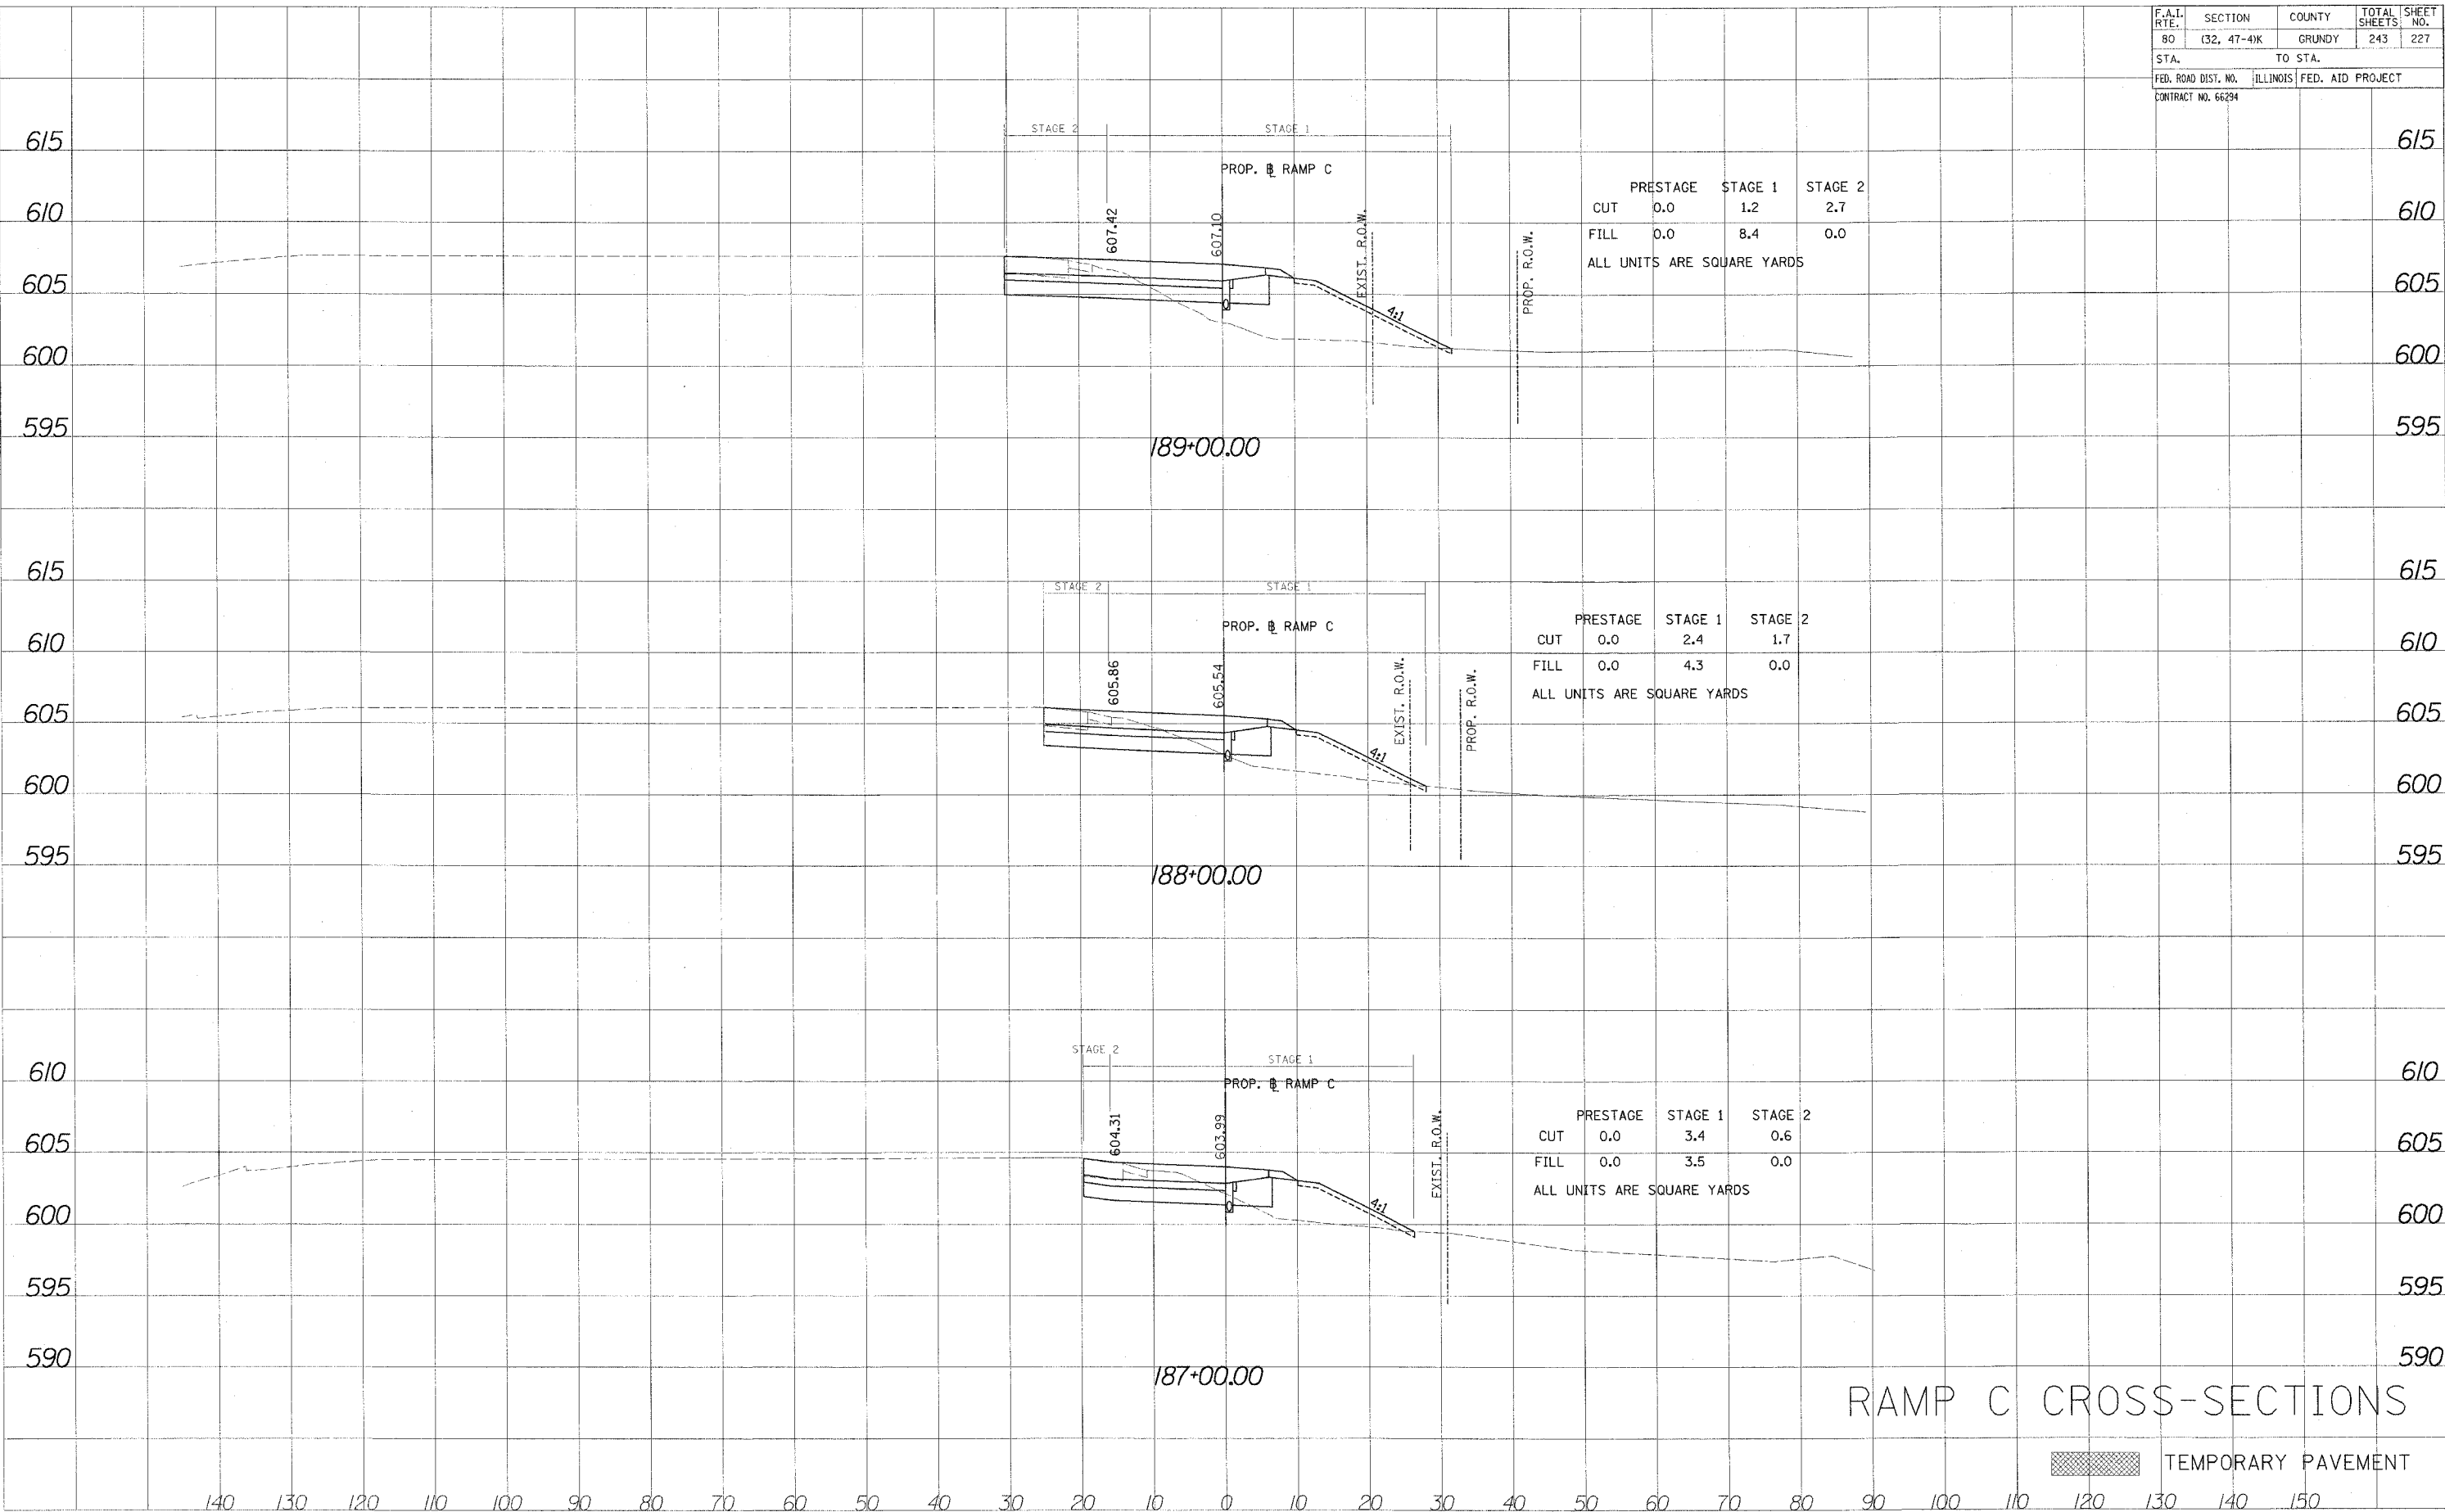 F.A.I. RTE. SECTION COUNTY TOTAL SHEETS SHEET NO.
80 (32, 47-4)K GRUNDY 243 227
STA. TO STA.
FED. ROAD DIST. NO. ILLINOIS FED. AID PROJECT
CONTRACT NO. 66294
STAGE 2 STAGE 1
615 615
PROP. ⅊ RAMP C
PRESTAGE STAGE 1 STAGE 2
CUT 0.0 1.2 2.7
610 610
FILL 0.0 8.4 0.0
ALL UNITS ARE SQUARE YARDS
607.42
607.10
EXIST. R.O.W.
PROP. R.O.W.
605 605
4:1
600 600
595 595
189+00.00
615 615
STAGE 2 STAGE 1
PROP. ⅊ RAMP C
PRESTAGE STAGE 1 STAGE 2
CUT 0.0 2.4 1.7
610 610
FILL 0.0 4.3 0.0
ALL UNITS ARE SQUARE YARDS
605.86
605.54
EXIST. R.O.W.
PROP. R.O.W.
605 605
4:1
600 600
595 595
188+00.00
STAGE 2 STAGE 1
610 610
PROP. ⅊ RAMP C
PRESTAGE STAGE 1 STAGE 2
CUT 0.0 3.4 0.6
605 605
FILL 0.0 3.5 0.0
ALL UNITS ARE SQUARE YARDS
604.31
603.99
EXIST. R.O.W.
4:1
600 600
595 595
590 590
187+00.00
RAMP C CROSS-SECTIONS
TEMPORARY PAVEMENT
140 130 120 110 100 90 80 70 60 50 40 30 20 10 0 10 20 30 40 50 60 70 80 90 100 110 120 130 140 150